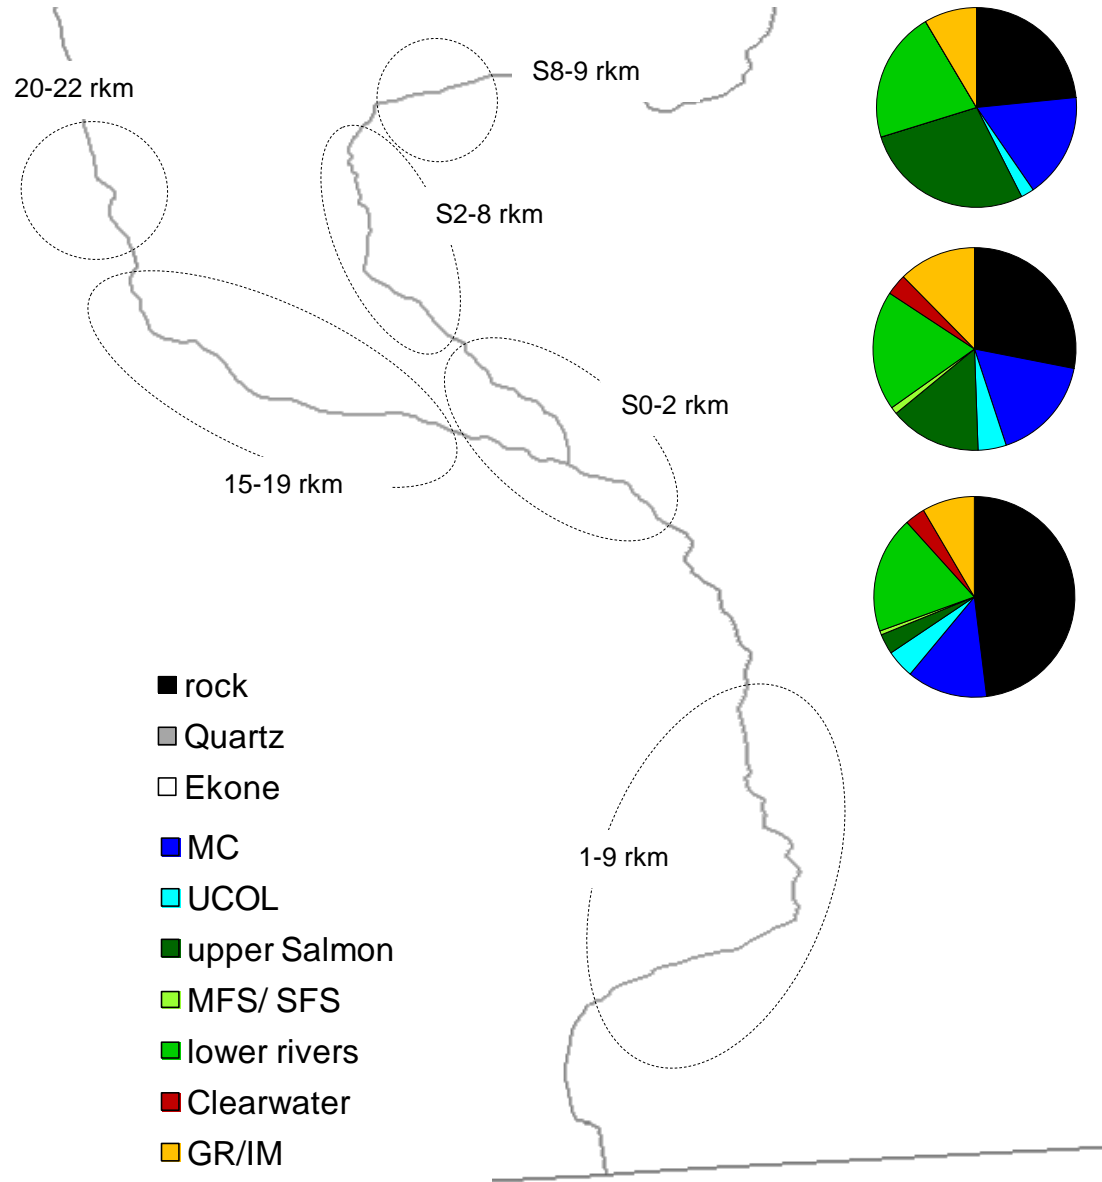 S8-9 rkm
20-22 rkm
S2-8 rkm
S0-2 rkm
15-19 rkm
1-9 rkm
rock
Quartz
Ekone
MC
UCOL
upper Salmon
MFS/ SFS
lower rivers
Clearwater
GR/IM